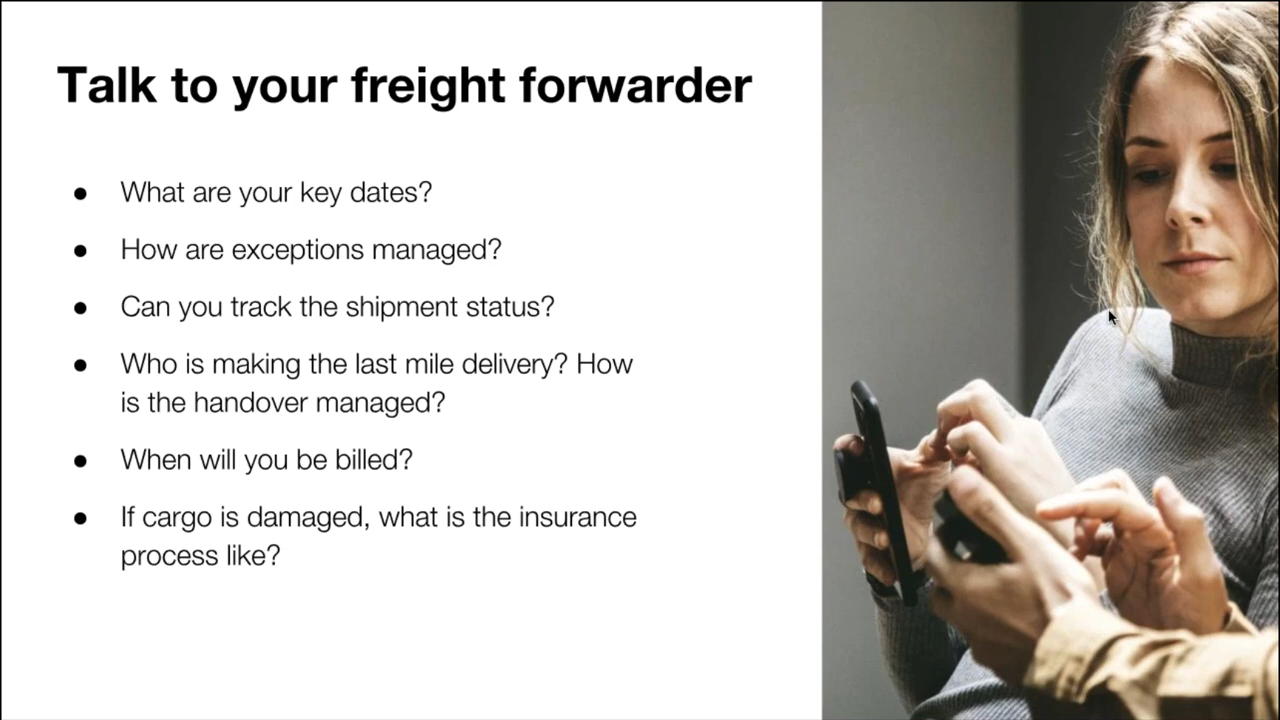 Talk to your freight forwarder
● What are your key dates?
● How are exceptions managed?
● Can you track the shipment status?
● Who is making the last mile delivery? How
is the handover managed?
● When will you be billed?
● If cargo is damaged, what is the insurance
process like?